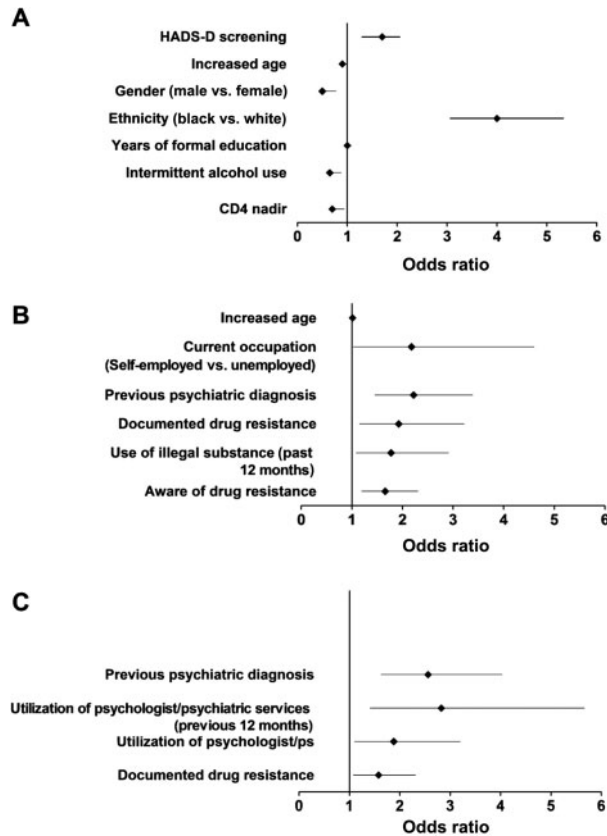 A
HADS-D screening
Increased age
Gender (male vs. female)
Ethnicity (black vs. white)
Years of formal education
Intermittent alcohol use
CD4 nadir
0 1 2 3 4 5 6
Odds ratio
B
Increased age
Current occupation
(Self-employed vs. unemployed)
Previous psychiatric diagnosis
Documented drug resistance
Use of illegal substance (past
12 months)
Aware of drug resistance
0 1 2 3 4 5 6
Odds ratio
C
Previous psychiatric diagnosis
Utilization of psychologist/psychiatric services
(previous 12 months)
Utilization of psychologist/ps
Documented drug resistance
0 1 2 3 4 5 6
Odds ratio